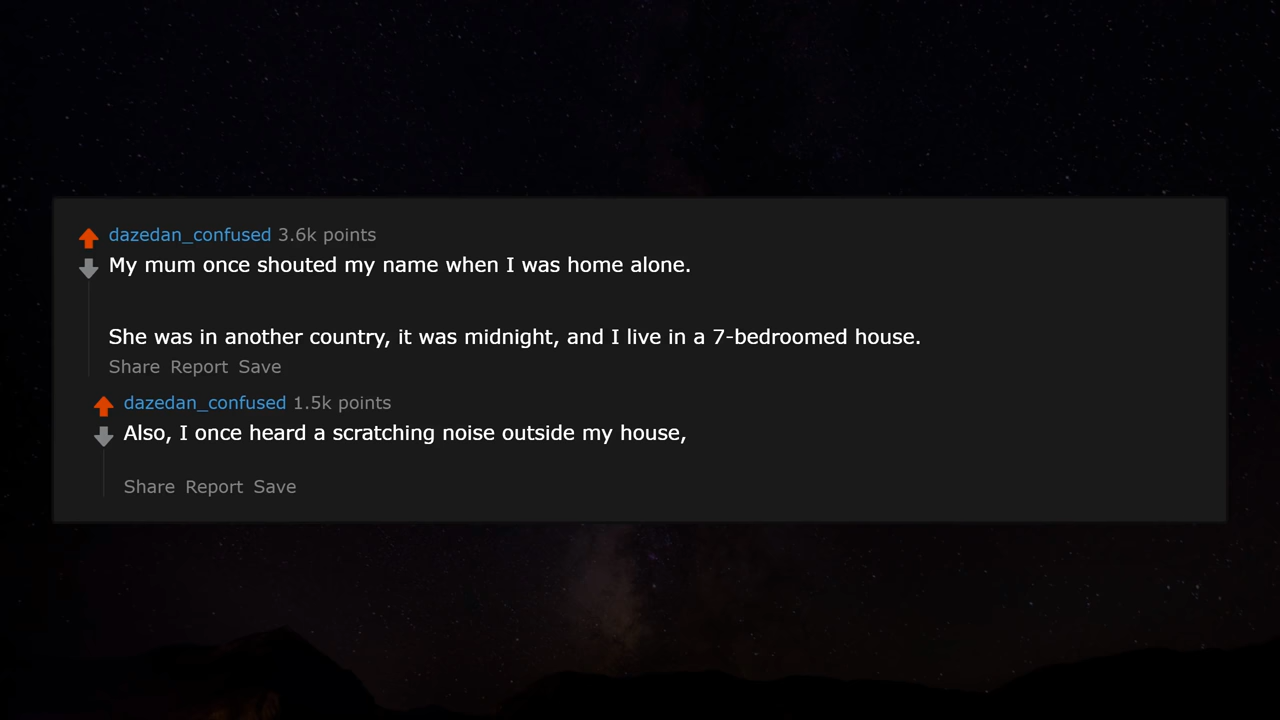 dazedan_confused 3.6k points
My mum once shouted my name when I was home alone.
She was in another country, it was midnight, and I live in a 7-bedroomed house.
Share Report Save
dazedan_confused 1.5k points
Also, I once heard a scratching noise outside my house,
Share Report Save